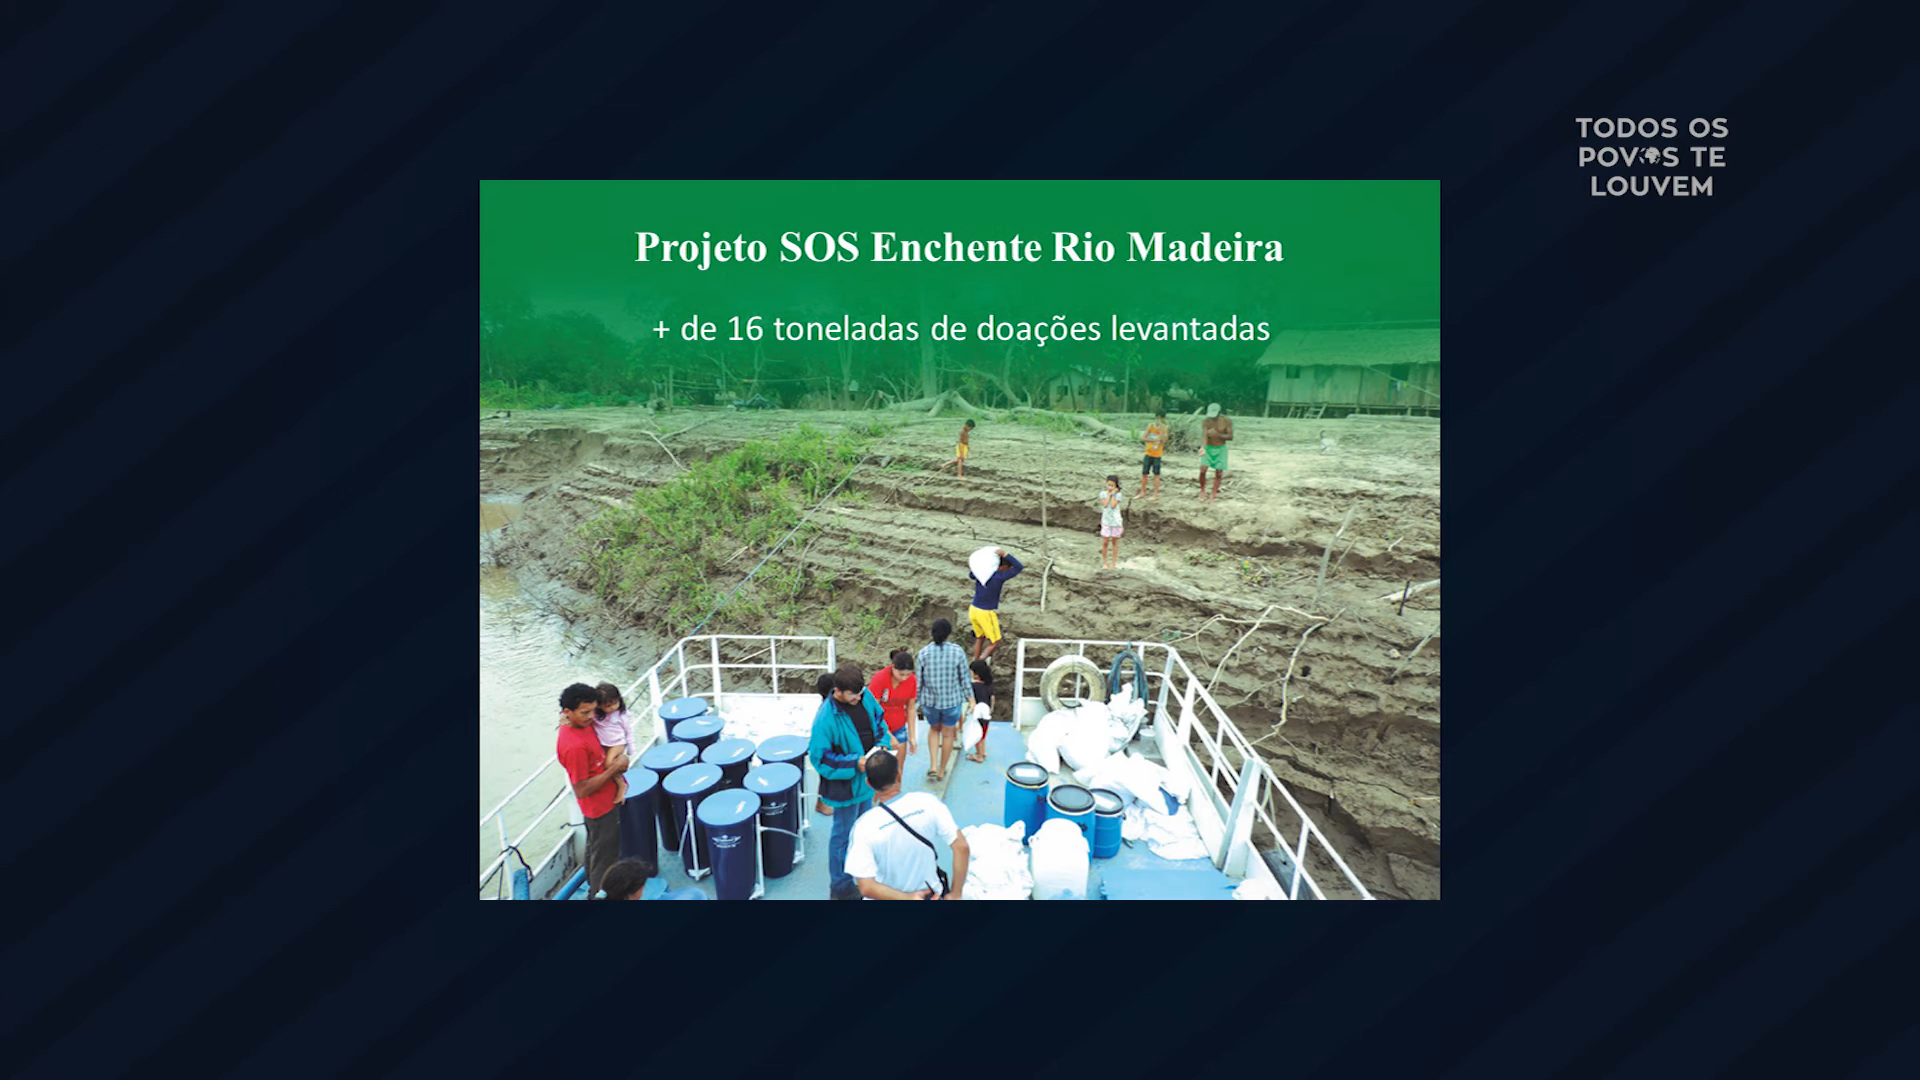 TODOS OS
POVOS TE
LOUVEM
Projeto SOS Enchente Rio Madeira
+ de 16 toneladas de doações levantadas